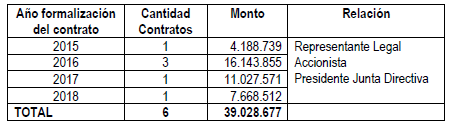 Año formalización del contrato Cantidad Contratos Monto Relación
2015 1 4.188.739 Representante Legal
2016 3 16.143.855 Accionista
2017 1 11.027.571 Presidente Junta Directiva
2018 1 7.668.512
TOTAL 6 39.028.677